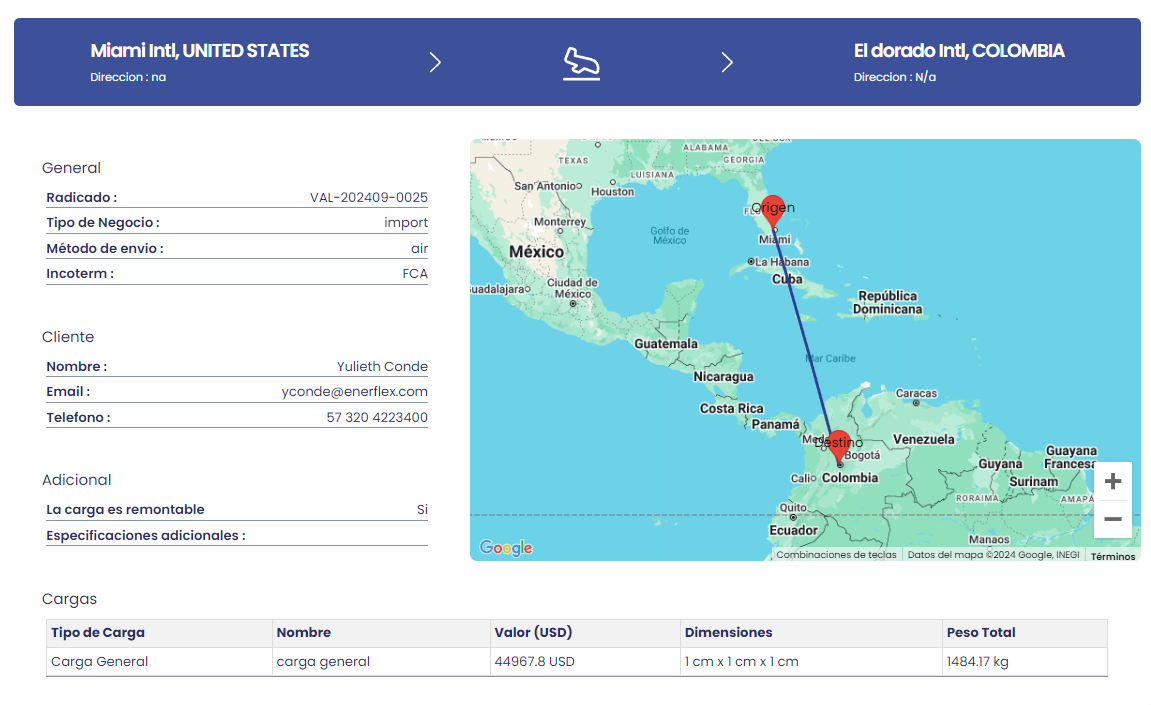 Miami Intl, UNITED STATES
Direccion : na
El dorado Intl, COLOMBIA
Direccion : N/a
General
Radicado : VAL-202409-0025
Tipo de Negocio : import
Método de envio : air
Incoterm : FCA
Cliente
Nombre : Yulieth Conde
Email : yconde@enerflex.com
Telefono : 57 320 4223400
Adicional
La carga es remontable Si
Especificaciones adicionales :
ALABAMA
TEXAS
GEORGIA
LUISIANA
San Antonio
Houston
Origen
Monterrey
Golfo de
México
Miami
México
La Habana
Cuba
Ciudad de
México
República
Dominicana
Guatemala
Mar Caribe
Nicaragua
Caracas
Costa Rica
Panamá
Destino
Venezuela
Bogotá
Guayana
Francesa
Guyana
Cali
Colombia
Surinam
RORAIMA
Quito
Ecuador
Manaos
Google
Combinaciones de teclas
Datos del mapa ©2024 Google, INEGI
Términos
Cargas
Tipo de Carga Nombre Valor (USD) Dimensiones Peso Total
Carga General carga general 44967.8 USD 1 cm x 1 cm x 1 cm 1484.17 kg